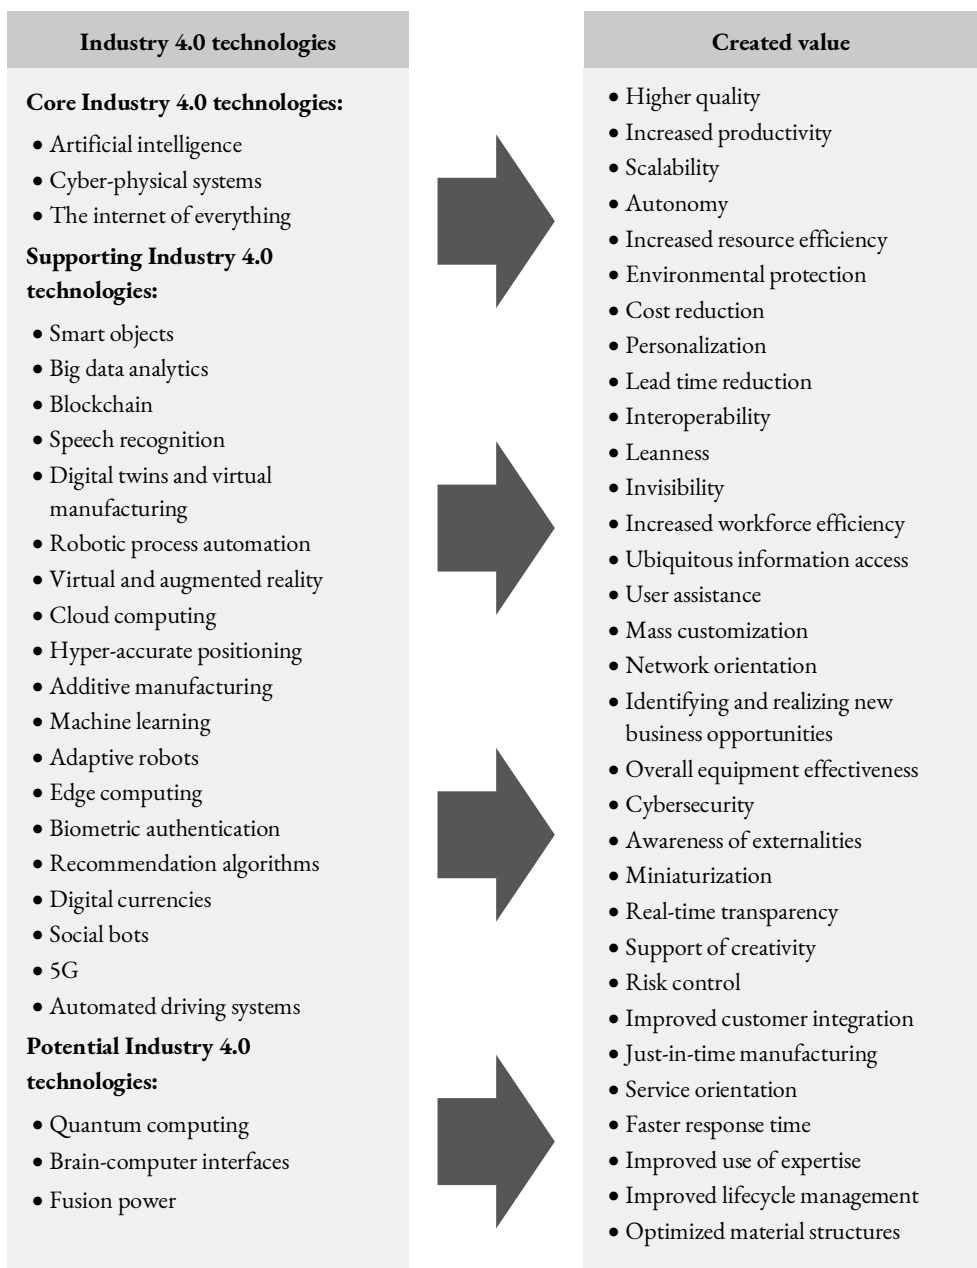 Industry 4.0 technologies
Core Industry 4.0 technologies:
• Artificial intelligence
• Cyber-physical systems
• The internet of everything
Supporting Industry 4.0
technologies:
• Smart objects
• Big data analytics
• Blockchain
• Speech recognition
• Digital twins and virtual
manufacturing
• Robotic process automation
• Virtual and augmented reality
• Cloud computing
• Hyper-accurate positioning
• Additive manufacturing
• Machine learning
• Adaptive robots
• Edge computing
• Biometric authentication
• Recommendation algorithms
• Digital currencies
• Social bots
• 5G
• Automated driving systems
Potential Industry 4.0
technologies:
• Quantum computing
• Brain-computer interfaces
• Fusion power
Created value
• Higher quality
• Increased productivity
• Scalability
• Autonomy
• Increased resource efficiency
• Environmental protection
• Cost reduction
• Personalization
• Lead time reduction
• Interoperability
• Leanness
• Invisibility
• Increased workforce efficiency
• Ubiquitous information access
• User assistance
• Mass customization
• Network orientation
• Identifying and realizing new
business opportunities
• Overall equipment effectiveness
• Cybersecurity
• Awareness of externalities
• Miniaturization
• Real-time transparency
• Support of creativity
• Risk control
• Improved customer integration
• Just-in-time manufacturing
• Service orientation
• Faster response time
• Improved use of expertise
• Improved lifecycle management
• Optimized material structures